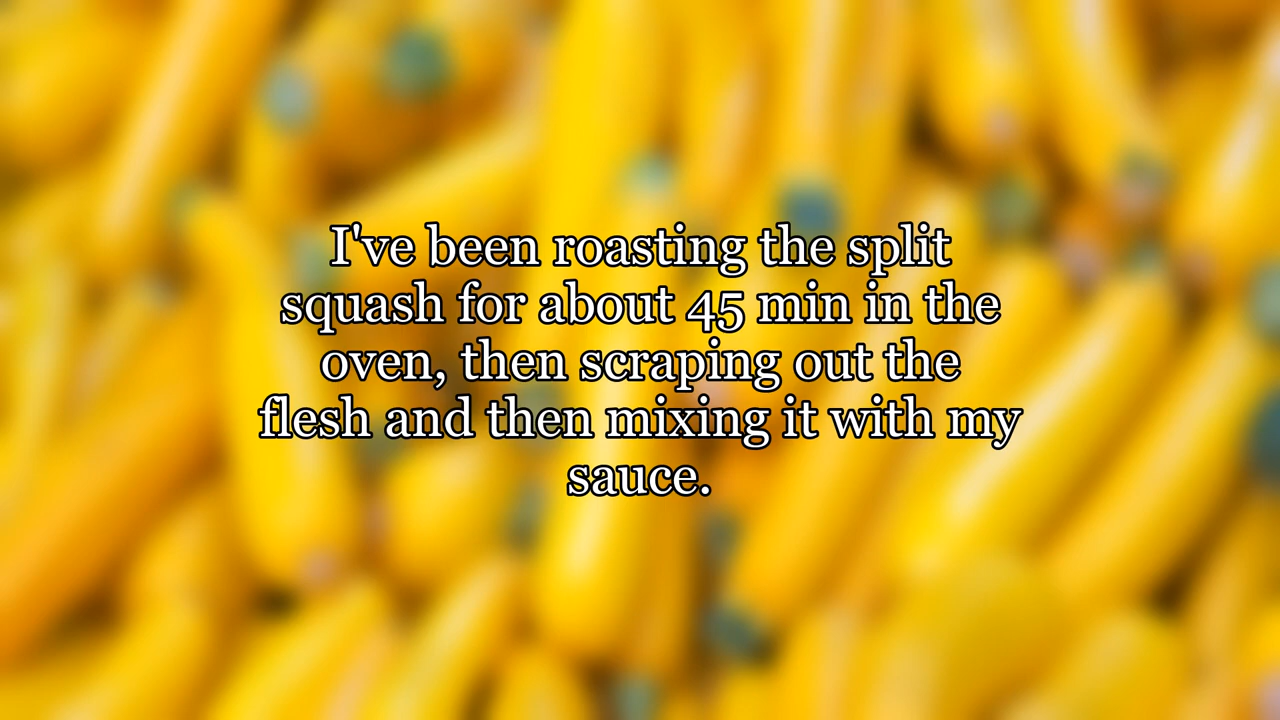 I've been roasting the split
squash for about 45 min in the
oven, then scraping out the
flesh and then mixing it with my
sauce.